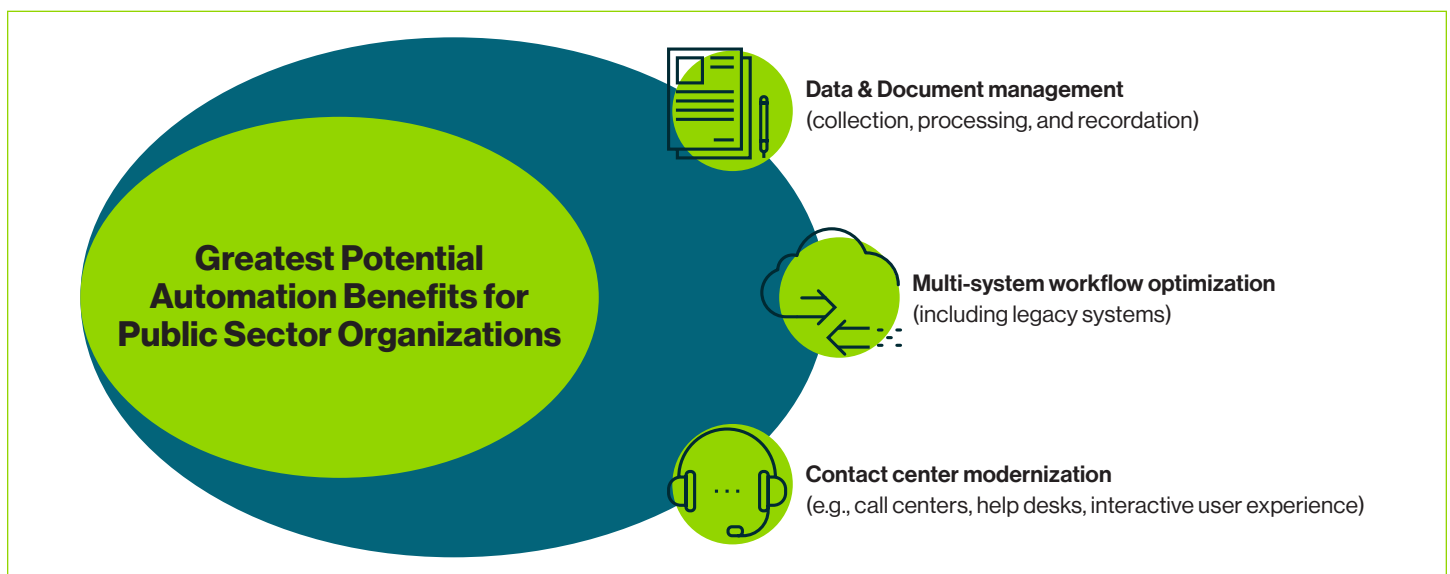 Greatest Potential
Automation Benefits for
Public Sector Organizations
Data & Document management
(collection, processing, and recordation)
Multi-system workflow optimization
(including legacy systems)
Contact center modernization
(e.g., call centers, help desks, interactive user experience)